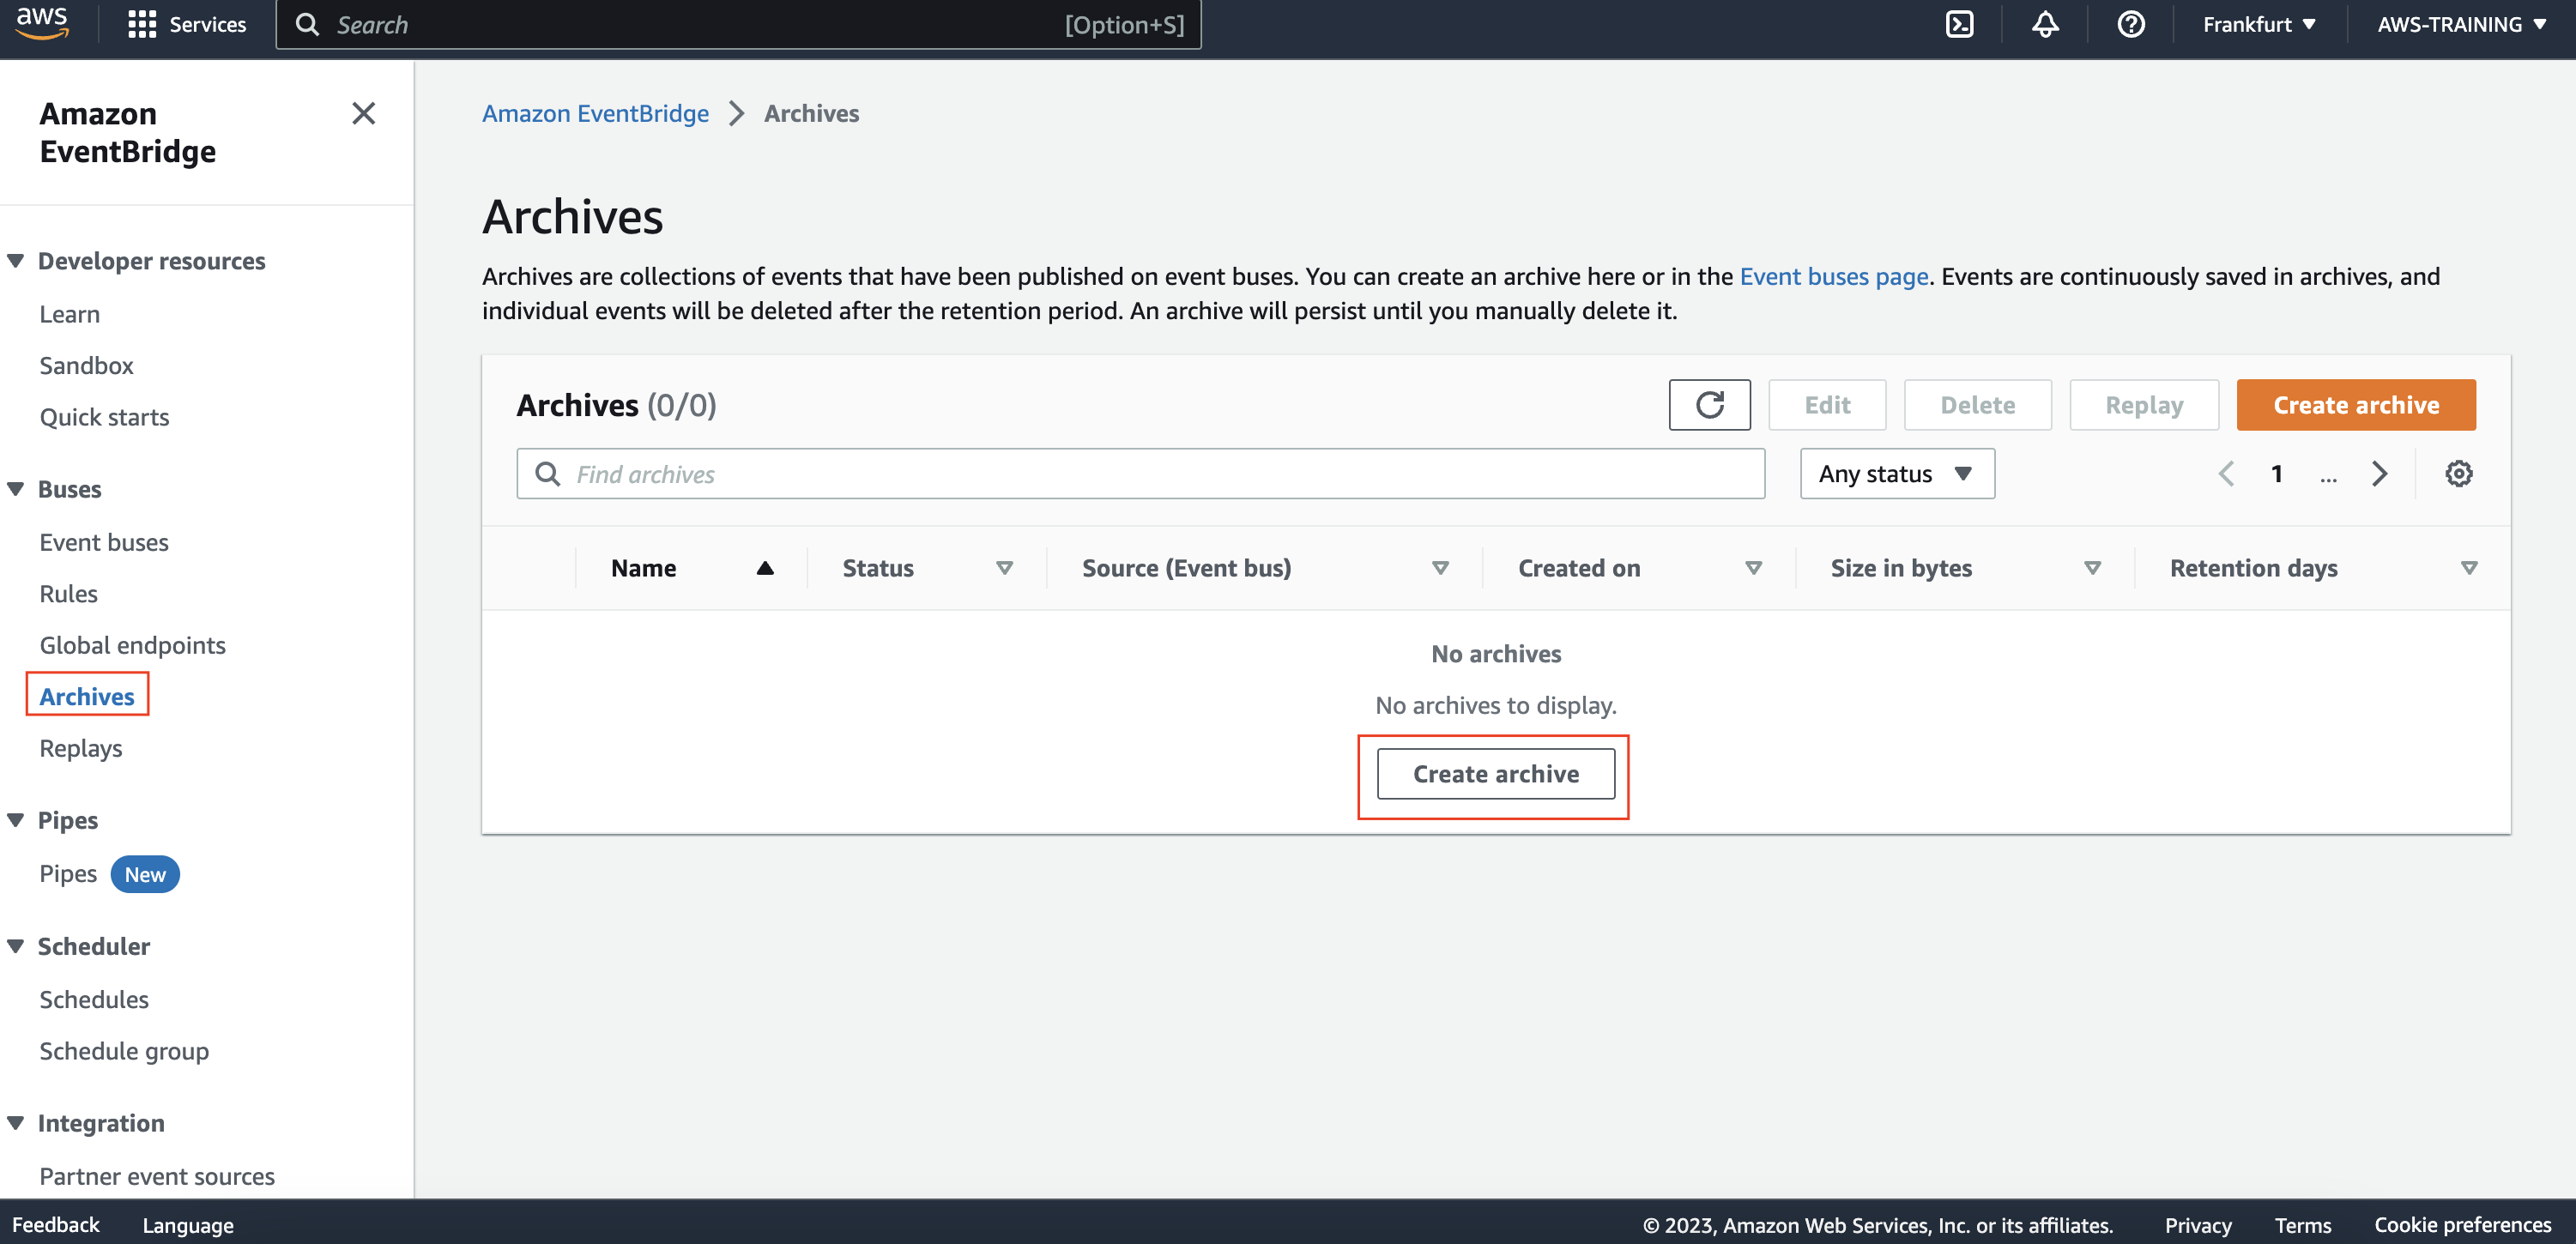 aws
Services
Search
[Option+S]
Frankfurt
AWS-TRAINING
Amazon
EventBridge
Developer resources
Learn
Sandbox
Quick starts
Buses
Event buses
Rules
Global endpoints
Archives
Replays
Pipes
Pipes New
Scheduler
Schedules
Schedule group
Integration
Partner event sources
Amazon EventBridge > Archives
Archives
Archives are collections of events that have been published on event buses. You can create an archive here or in the Event buses page. Events are continuously saved in archives, and
individual events will be deleted after the retention period. An archive will persist until you manually delete it.
Archives (0/0)
Edit
Delete
Replay
Create archive
Find archives
Any status
1
...
Name
Status
Source (Event bus)
Created on
Size in bytes
Retention days
No archives
No archives to display.
Create archive
Feedback
Language
© 2023, Amazon Web Services, Inc. or its affiliates.
Privacy
Terms
Cookie preferences